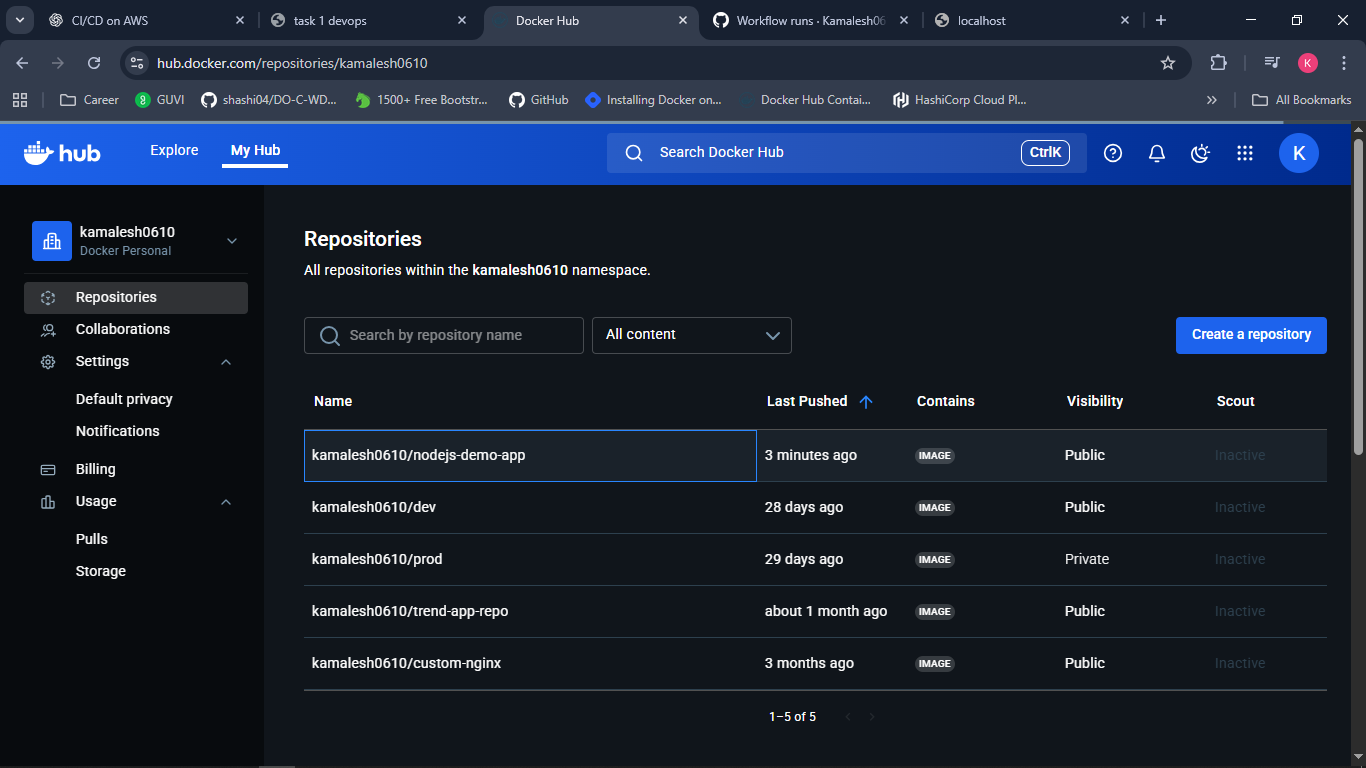 CI/CD on AWS
task 1 devops
Docker Hub
Workflow runs · Kamalesh06
localhost
hub.docker.com/repositories/kamalesh0610
K
Career
GUVI
shashi04/DO-C-WD...
1500+ Free Bootstr...
GitHub
Installing Docker on...
Docker Hub Contai...
HashiCorp Cloud Pl...
All Bookmarks
hub
Explore
My Hub
Search Docker Hub
CtrlK
K
kamalesh0610
Docker Personal
Repositories
Collaborations
Settings
Default privacy
Notifications
Billing
Usage
Pulls
Storage
Repositories
All repositories within the kamalesh0610 namespace.
Search by repository name
All content
Create a repository
Name Last Pushed Contains Visibility Scout
kamalesh0610/nodejs-demo-app 3 minutes ago IMAGE Public Inactive
kamalesh0610/dev 28 days ago IMAGE Public Inactive
kamalesh0610/prod 29 days ago IMAGE Private Inactive
kamalesh0610/trend-app-repo about 1 month ago IMAGE Public Inactive
kamalesh0610/custom-nginx 3 months ago IMAGE Public Inactive
1–5 of 5